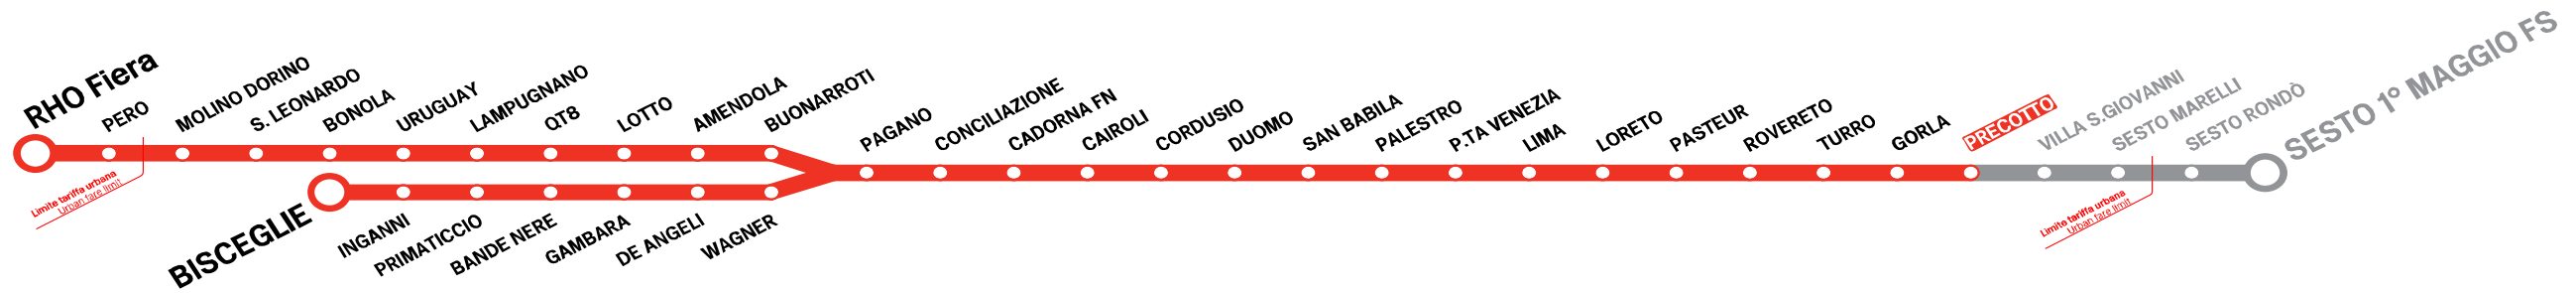 RHO Fiera
PERO
MOLINO DORINO
S. LEONARDO
BONOLA
URUGUAY
LAMPUGNANO
QT8
LOTTO
AMENDOLA
BUONARROTI
PAGANO
CONCILIAZIONE
CADORNA FN
CAIROLI
CORDUSIO
DUOMO
SAN BABILA
PALESTRO
P.TA VENEZIA
LIMA
LORETO
PASTEUR
ROVERETO
TURRO
GORLA
PRECOTTO
VILLA S.GIOVANNI
SESTO MARELLI
SESTO RONDÒ
SESTO 1° MAGGIO FS
Limite tariffa urbana
Urban fare limit
BISCEGLIE
INGANNI
PRIMATICCIO
BANDE NERE
GAMBARA
DE ANGELI
WAGNER
Limite tariffa urbana
Urban fare limit